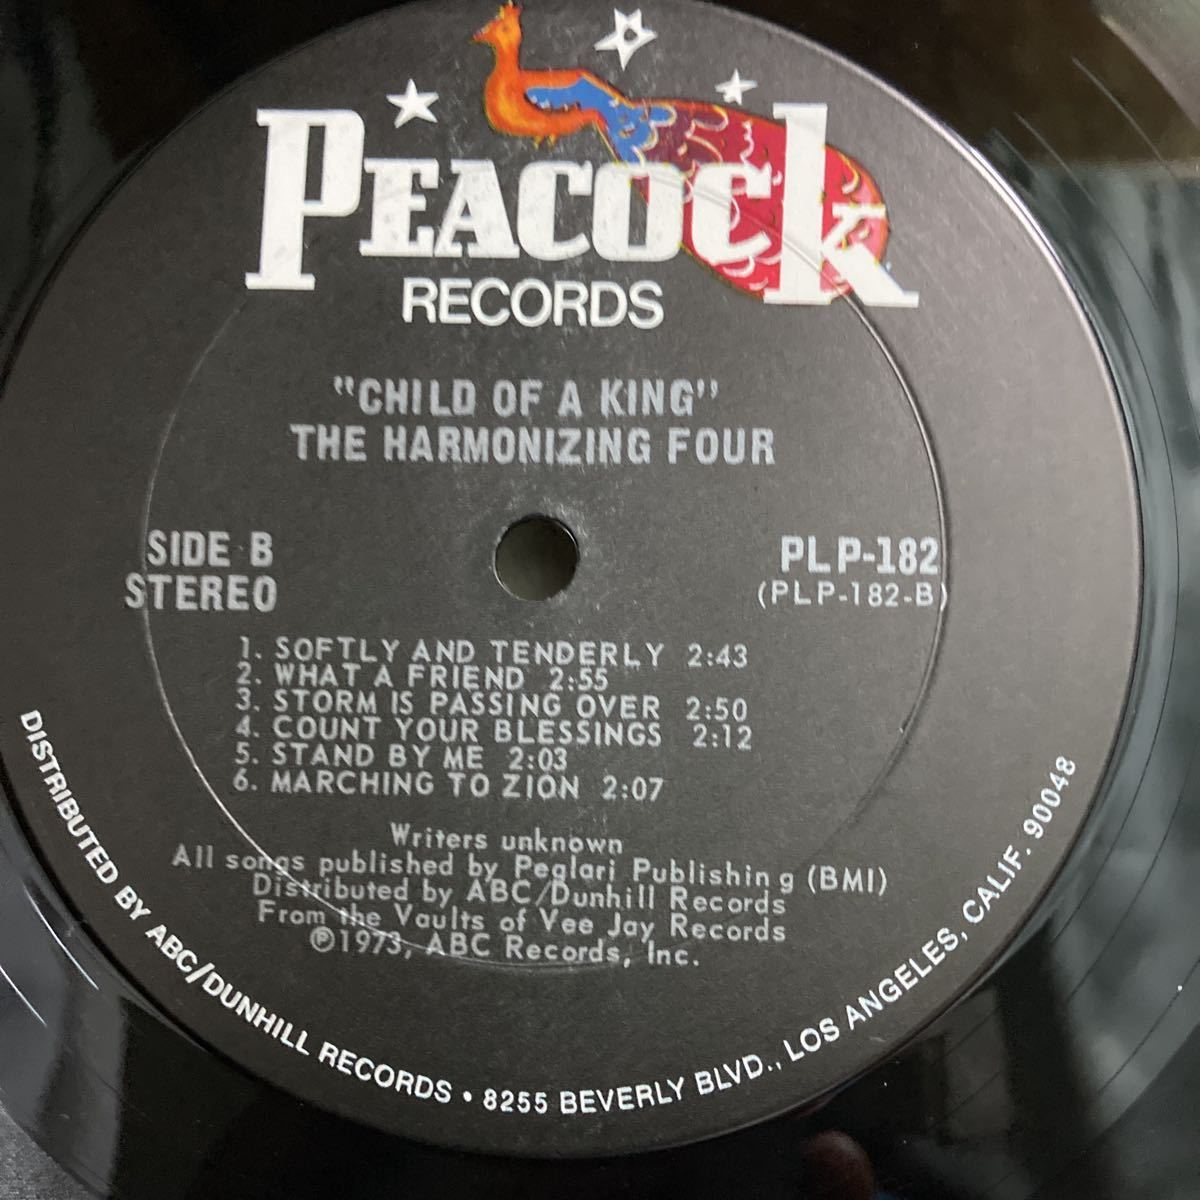 PEACOCK
RECORDS
"CHILD OF A KING"
THE HARMONIZING FOUR
SIDE B
STEREO
PLP-182
(PLP-182-B)
1. SOFTLY AND TENDERLY 2:43
2. WHAT A FRIEND 2:55
3. STORM IS PASSING OVER 2:50
4. COUNT YOUR BLESSINGS 2:12
5. STAND BY ME 2:03
6. MARCHING TO ZION 2:07
Writers unknown
All songs published by Peglari Publishing (BMI)
Distributed by ABC/Dunhill Records
From the Vaults of Vee Jay Records
℗1973, ABC Records, Inc.
DISTRIBUTED BY ABC/DUNHILL RECORDS • 8255 BEVERLY BLVD., LOS ANGELES, CALIF. 90048